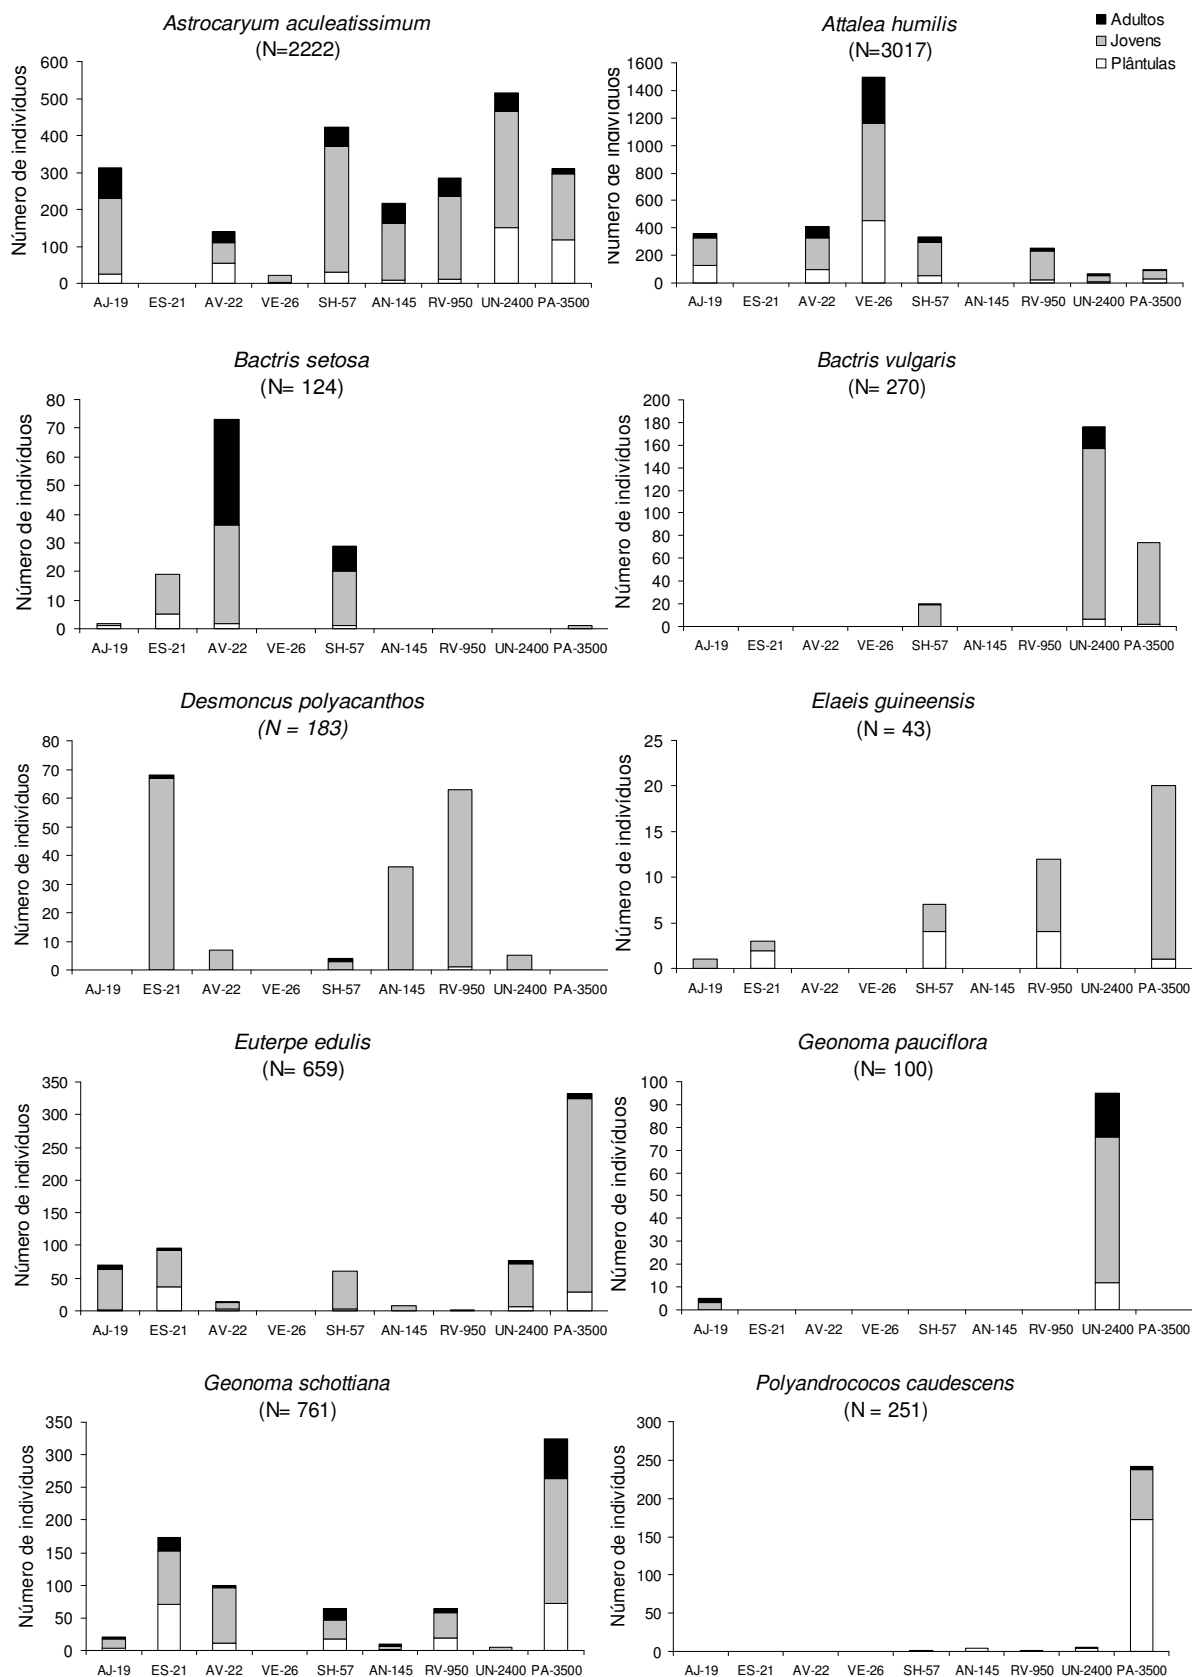 Astrocaryum aculeatissimum
(N=2222)
Número de indivíduos
600
500
400
300
200
100
0
AJ-19 ES-21 AV-22 VE-26 SH-57 AN-145 RV-950 UN-2400 PA-3500
Attalea humilis
(N=3017)
Adultos
Jovens
Plântulas
Número de indivíduos
1600
1400
1200
1000
800
600
400
200
0
AJ-19 ES-21 AV-22 VE-26 SH-57 AN-145 RV-950 UN-2400 PA-3500
Bactris setosa
(N= 124)
Número de indivíduos
80
70
60
50
40
30
20
10
0
AJ-19 ES-21 AV-22 VE-26 SH-57 AN-145 RV-950 UN-2400 PA-3500
Bactris vulgaris
(N= 270)
Número de indivíduos
200
180
160
140
120
100
80
60
40
20
0
AJ-19 ES-21 AV-22 VE-26 SH-57 AN-145 RV-950 UN-2400 PA-3500
Desmoncus polyacanthos
(N = 183)
Número de indivíduos
80
70
60
50
40
30
20
10
0
AJ-19 ES-21 AV-22 VE-26 SH-57 AN-145 RV-950 UN-2400 PA-3500
Elaeis guineensis
(N = 43)
Número de indivíduos
25
20
15
10
5
0
AJ-19 ES-21 AV-22 VE-26 SH-57 AN-145 RV-950 UN-2400 PA-3500
Euterpe edulis
(N= 659)
Número de indivíduos
350
300
250
200
150
100
50
0
AJ-19 ES-21 AV-22 VE-26 SH-57 AN-145 RV-950 UN-2400 PA-3500
Geonoma pauciflora
(N= 100)
Número de indivíduos
100
90
80
70
60
50
40
30
20
10
0
AJ-19 ES-21 AV-22 VE-26 SH-57 AN-145 RV-950 UN-2400 PA-3500
Geonoma schottiana
(N= 761)
Número de indivíduos
350
300
250
200
150
100
50
0
AJ-19 ES-21 AV-22 VE-26 SH-57 AN-145 RV-950 UN-2400 PA-3500
Polyandrococos caudescens
(N = 251)
Número de indivíduos
300
250
200
150
100
50
0
AJ-19 ES-21 AV-22 VE-26 SH-57 AN-145 RV-950 UN-2400 PA-3500